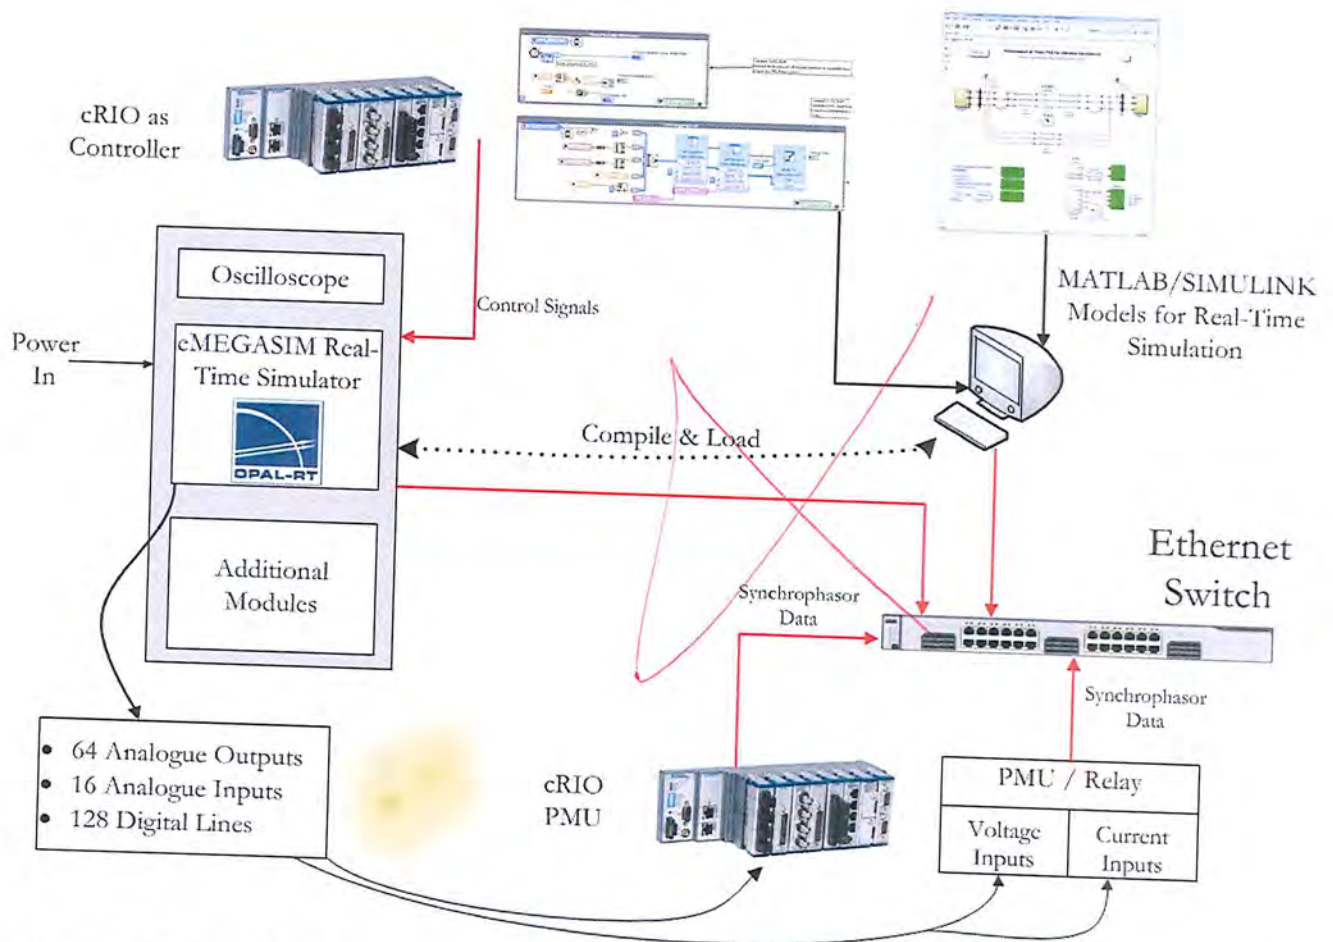 cRIO as
Controller
Oscilloscope
Control Signals
MATLAB/SIMULINK
Models for Real-Time
Simulation
Power
In
eMEGASIM Real-
Time Simulator
OPAL-RT
Compile & Load
Additional
Modules
Ethernet
Switch
Synchrophasor
Data
Synchrophasor
Data
• 64 Analogue Outputs
• 16 Analogue Inputs
• 128 Digital Lines
cRIO
PMU
PMU / Relay
Voltage
Inputs
Current
Inputs